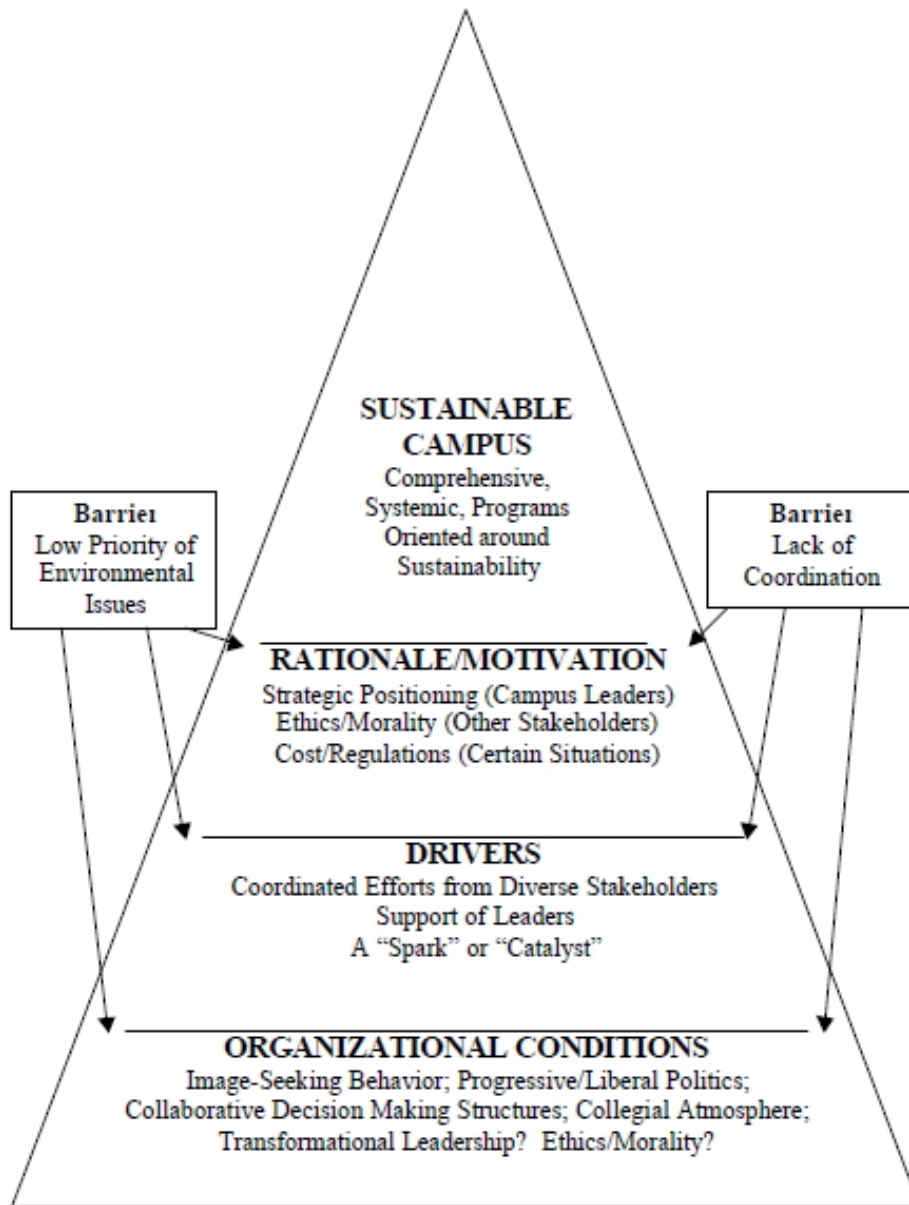 SUSTAINABLE
CAMPUS
Comprehensive,
Systemic, Programs
Oriented around
Sustainability
Barrier
Low Priority of
Environmental
Issues
Barrier
Lack of
Coordination
RATIONALE/MOTIVATION
Strategic Positioning (Campus Leaders)
Ethics/Morality (Other Stakeholders)
Cost/Regulations (Certain Situations)
DRIVERS
Coordinated Efforts from Diverse Stakeholders
Support of Leaders
A “Spark” or “Catalyst”
ORGANIZATIONAL CONDITIONS
Image-Seeking Behavior; Progressive/Liberal Politics;
Collaborative Decision Making Structures; Collegial Atmosphere;
Transformational Leadership? Ethics/Morality?